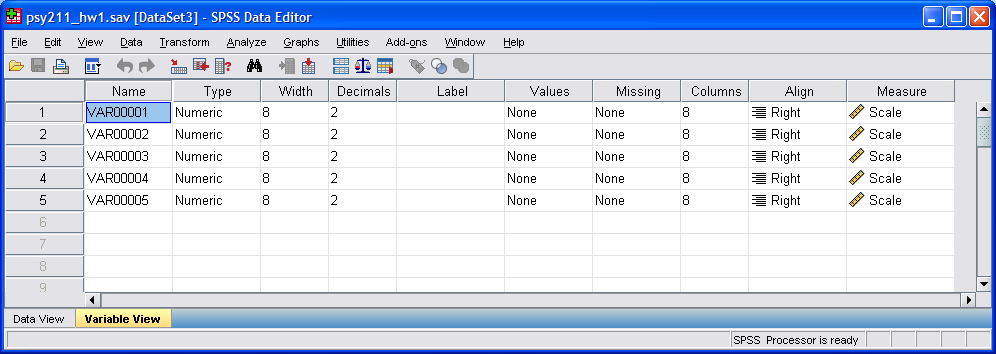 psy211_hw1.sav [DataSet3] - SPSS Data Editor
File Edit View Data Transform Analyze Graphs Utilities Add-ons Window Help
Name Type Width Decimals Label Values Missing Columns Align Measure
1 VAR00001 Numeric 8 2 None None 8 Right Scale
2 VAR00002 Numeric 8 2 None None 8 Right Scale
3 VAR00003 Numeric 8 2 None None 8 Right Scale
4 VAR00004 Numeric 8 2 None None 8 Right Scale
5 VAR00005 Numeric 8 2 None None 8 Right Scale
6
7
8
9
Data View Variable View
SPSS Processor is ready